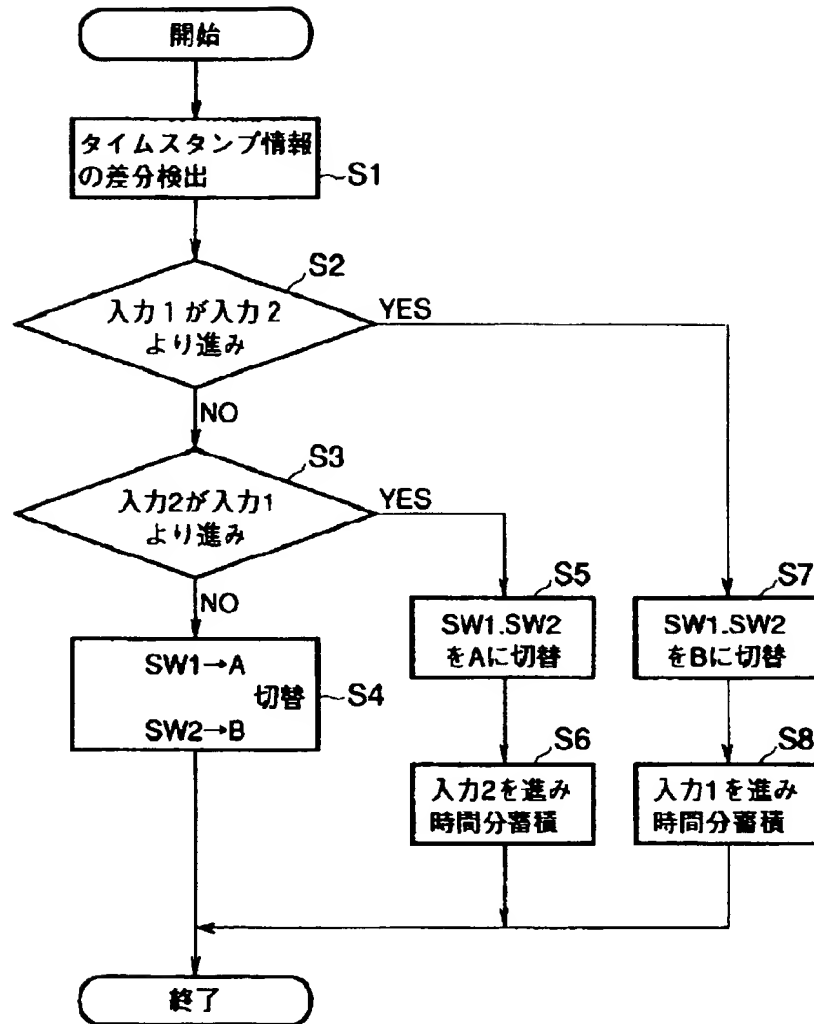 開始
タイムスタンプ情報
の差分検出
S1
S2
入力1が入力2
より進み
YES
NO
S3
入力2が入力1
より進み
YES
NO
SW1→A
切替
SW2→B
S4
S5
SW1.SW2
をAに切替
S7
SW1.SW2
をBに切替
S6
入力2を進み
時間分蓄積
S8
入力1を進み
時間分蓄積
終了